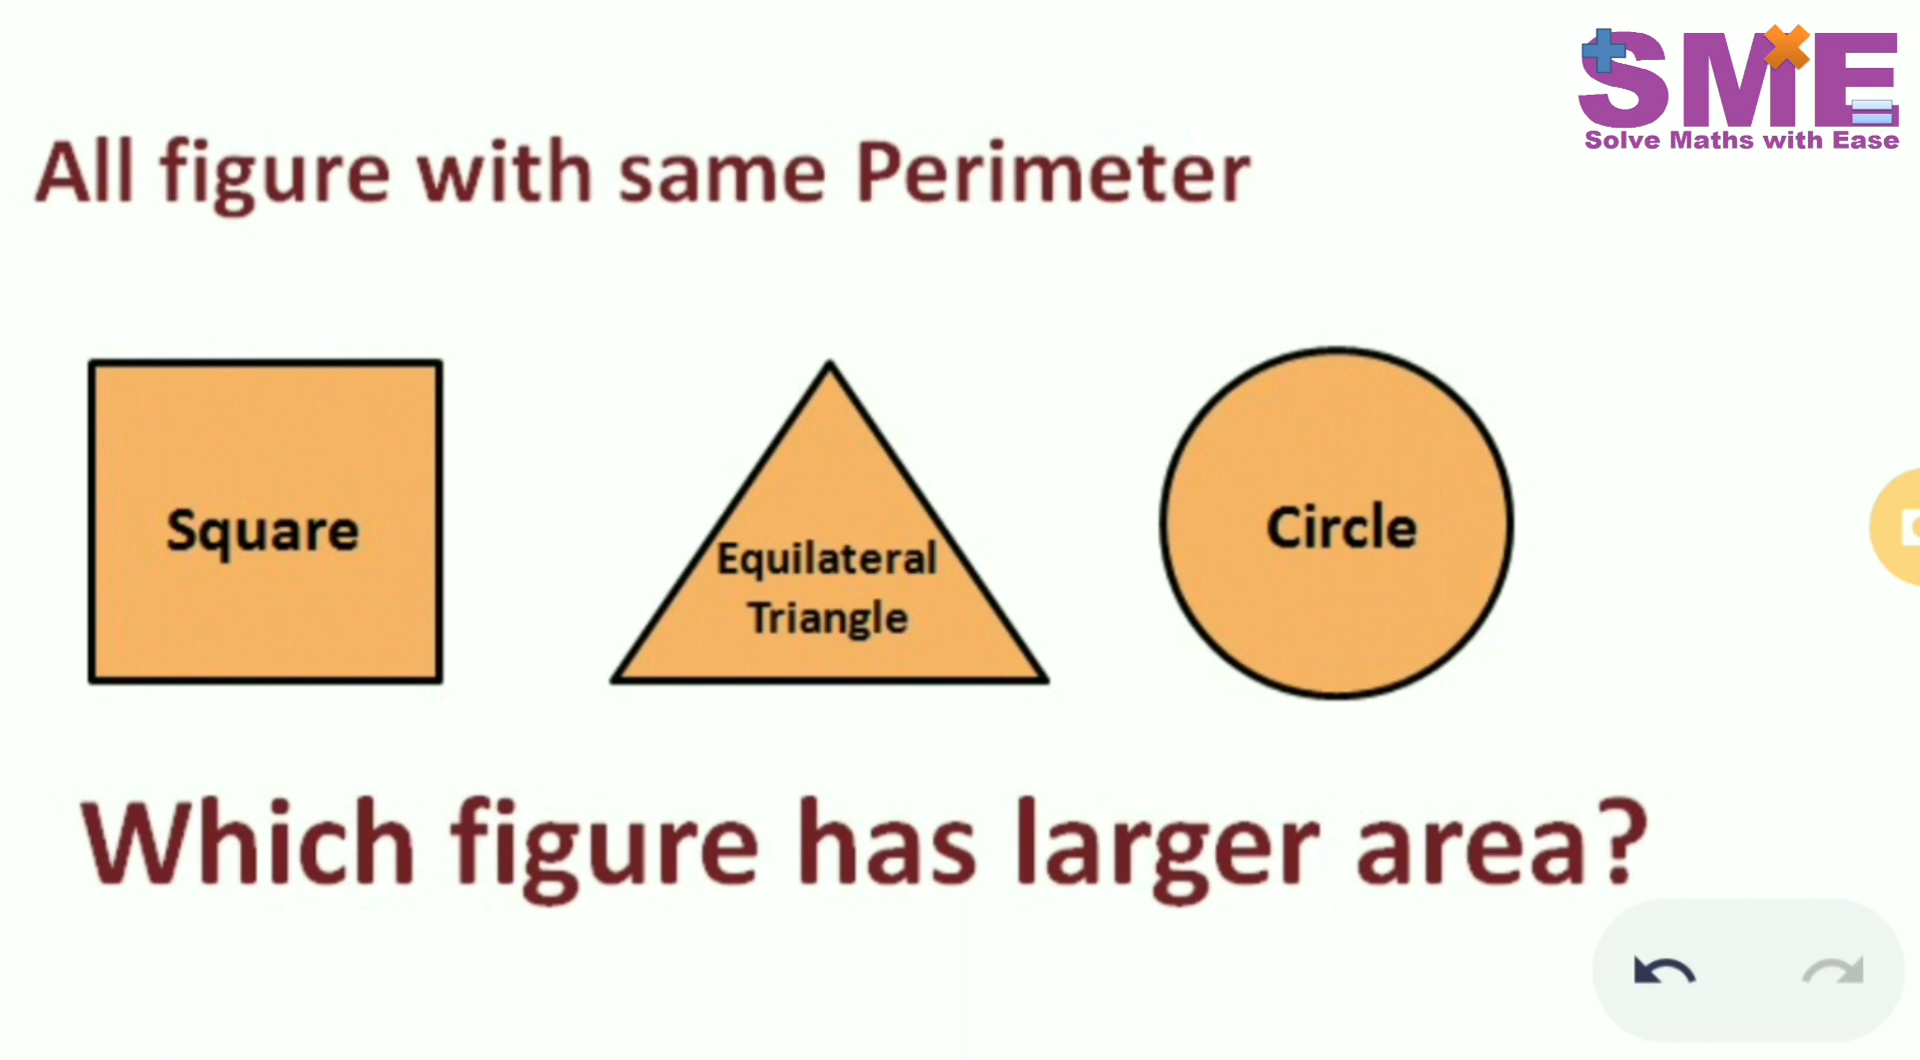 SME
Solve Maths with Ease
All figure with same Perimeter
Square
Equilateral
Triangle
Circle
Which figure has larger area?